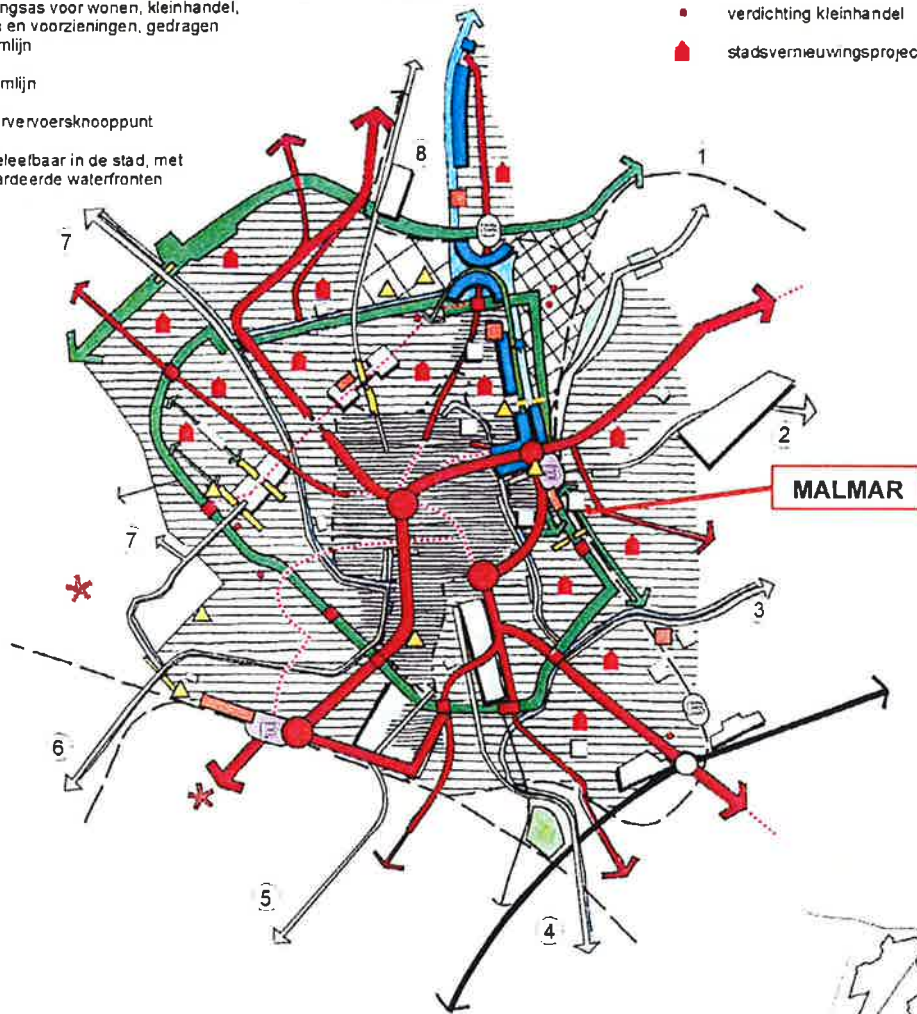 ngsas voor wonen, kleinhandel,
en voorzieningen, gedragen
mlijn
mlijn
rvervoersknooppunt
eleefbaar in de stad, met
ardeerde waterfronten
verdichting kleinhandel
stadsvernieuwingsprojec
8
1
7
2
MALMAR
7
3
6
5
4